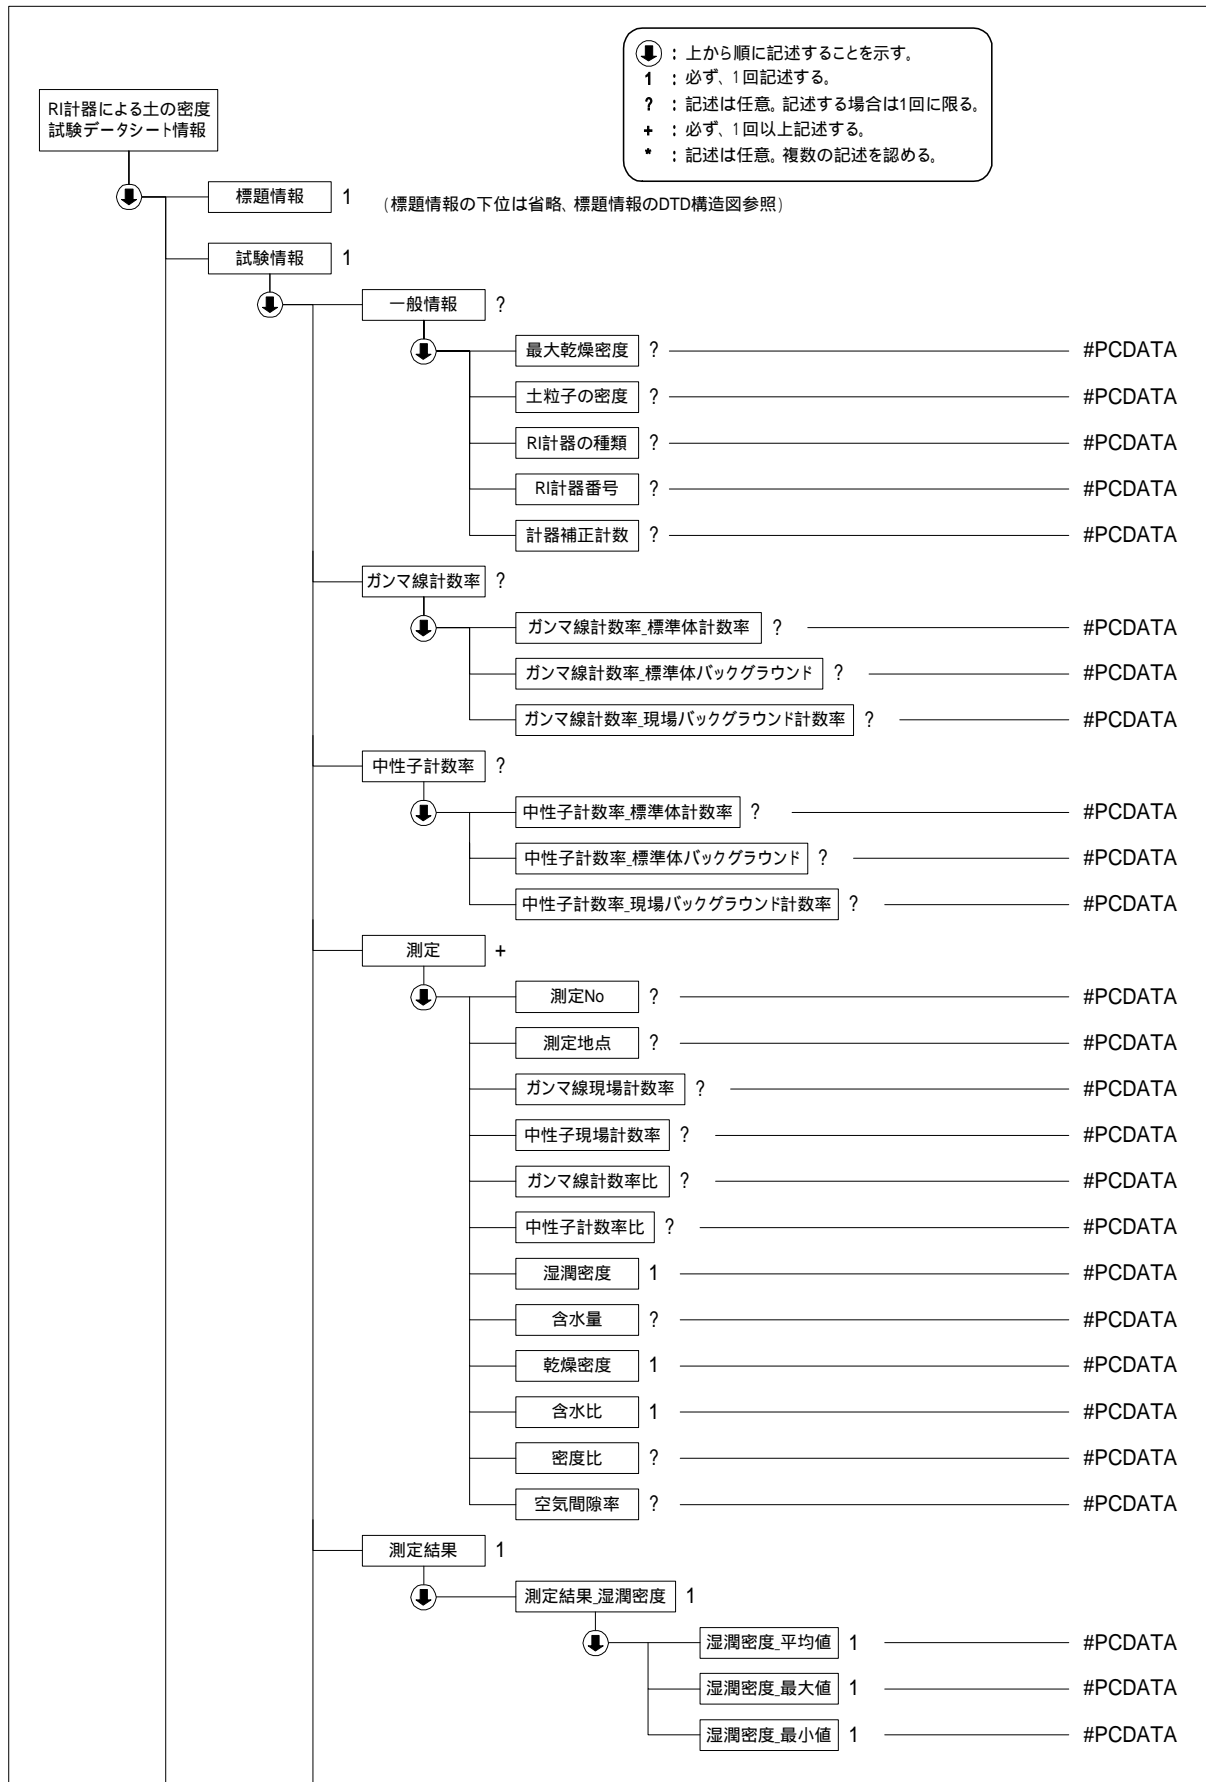 : 上から順に記述することを示す。
1 : 必ず、1回記述する。
? : 記述は任意。記述する場合は1回に限る。
+ : 必ず、1回以上記述する。
* : 記述は任意。複数の記述を認める。
RI計器による土の密度
試験データシート情報
標題情報 1 (標題情報の下位は省略、標題情報のDTD構造図参照)
試験情報 1
一般情報 ?
最大乾燥密度 ? #PCDATA
土粒子の密度 ? #PCDATA
RI計器の種類 ? #PCDATA
RI計器番号 ? #PCDATA
計器補正計数 ? #PCDATA
ガンマ線計数率 ?
ガンマ線計数率_標準体計数率 ? #PCDATA
ガンマ線計数率_標準体バックグラウンド ? #PCDATA
ガンマ線計数率_現場バックグラウンド計数率 ? #PCDATA
中性子計数率 ?
中性子計数率_標準体計数率 ? #PCDATA
中性子計数率_標準体バックグラウンド ? #PCDATA
中性子計数率_現場バックグラウンド計数率 ? #PCDATA
測定 +
測定No ? #PCDATA
測定地点 ? #PCDATA
ガンマ線現場計数率 ? #PCDATA
中性子現場計数率 ? #PCDATA
ガンマ線計数率比 ? #PCDATA
中性子計数率比 ? #PCDATA
湿潤密度 1 #PCDATA
含水量 ? #PCDATA
乾燥密度 1 #PCDATA
含水比 1 #PCDATA
密度比 ? #PCDATA
空気間隙率 ? #PCDATA
測定結果 1
測定結果_湿潤密度 1
湿潤密度_平均値 1 #PCDATA
湿潤密度_最大値 1 #PCDATA
湿潤密度_最小値 1 #PCDATA